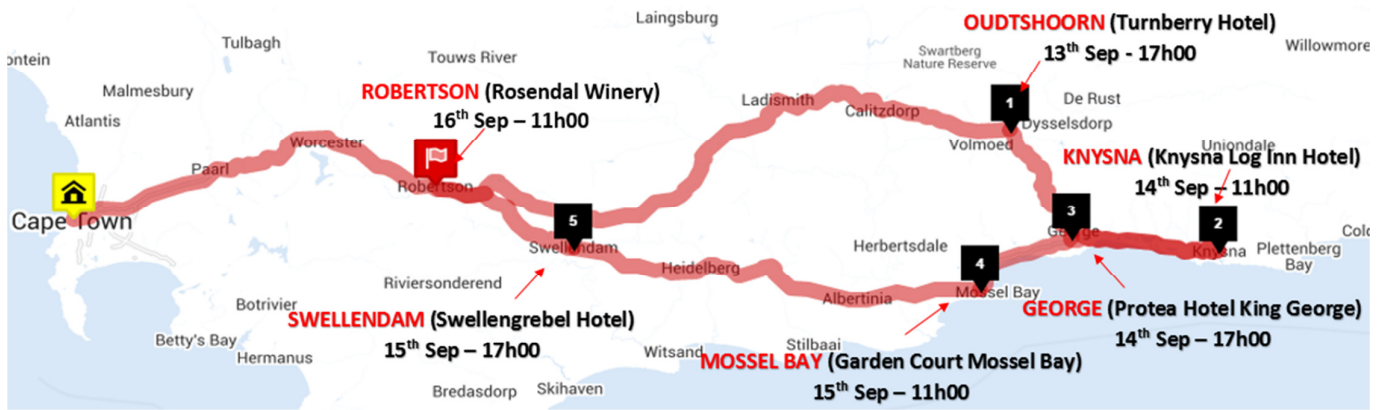 Laingsburg
OUDTSHOORN (Turnberry Hotel)
13th Sep - 17h00
Tulbagh
Willowmore
ontein
Touws River
Swartberg
Nature Reserve
Malmesbury
ROBERTSON (Rosendal Winery)
16th Sep – 11h00
Ladismith
1
De Rust
Calitzdorp
Atlantis
Dysselsdorp
Worcester
Volmoed
Uniondale
KNYSNA (Knysna Log Inn Hotel)
14th Sep – 11h00
Paarl
Robertson
Cape Town
5
3
2
George
Cold
Swellendam
Herbertsdale
Knysna
Plettenberg
Bay
4
Heidelberg
Riviersonderend
Mossel Bay
Albertinia
Botrivier
GEORGE (Protea Hotel King George)
14th Sep – 17h00
SWELLENDAM (Swellengrebel Hotel)
15th Sep – 17h00
Betty's Bay
Hermanus
Witsand
Stilbaai
MOSSEL BAY (Garden Court Mossel Bay)
15th Sep – 11h00
Bredasdorp
Skihaven